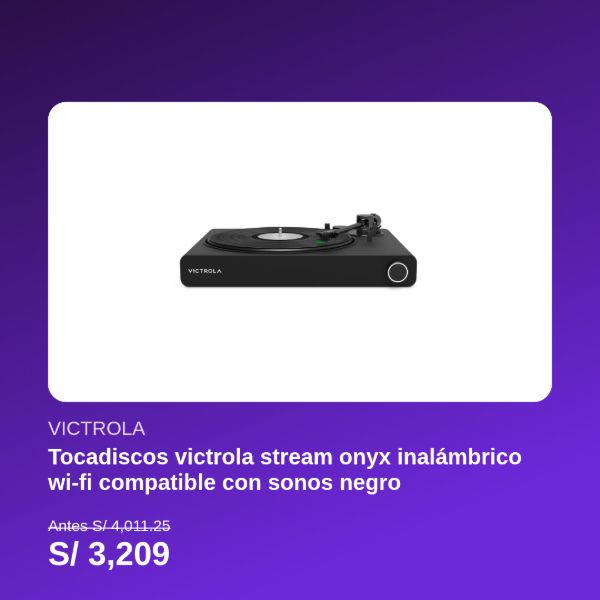 VICTROLA
VICTROLA
Tocadiscos victrola stream onyx inalámbrico
wi-fi compatible con sonos negro
Antes S/ 4,011.25
S/ 3,209